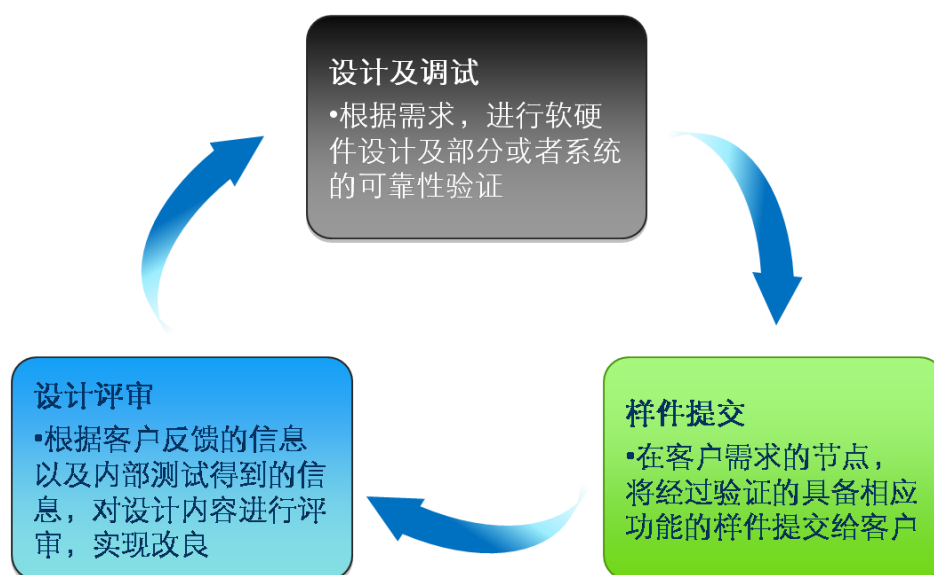 设计及调试
•根据需求，进行软硬
件设计及部分或者系统
的可靠性验证
样件提交
•在客户需求的节点，
将经过验证的具备相应
功能的样件提交给客户
设计评审
•根据客户反馈的信息
以及内部测试得到的信
息，对设计内容进行评
审，实现改良